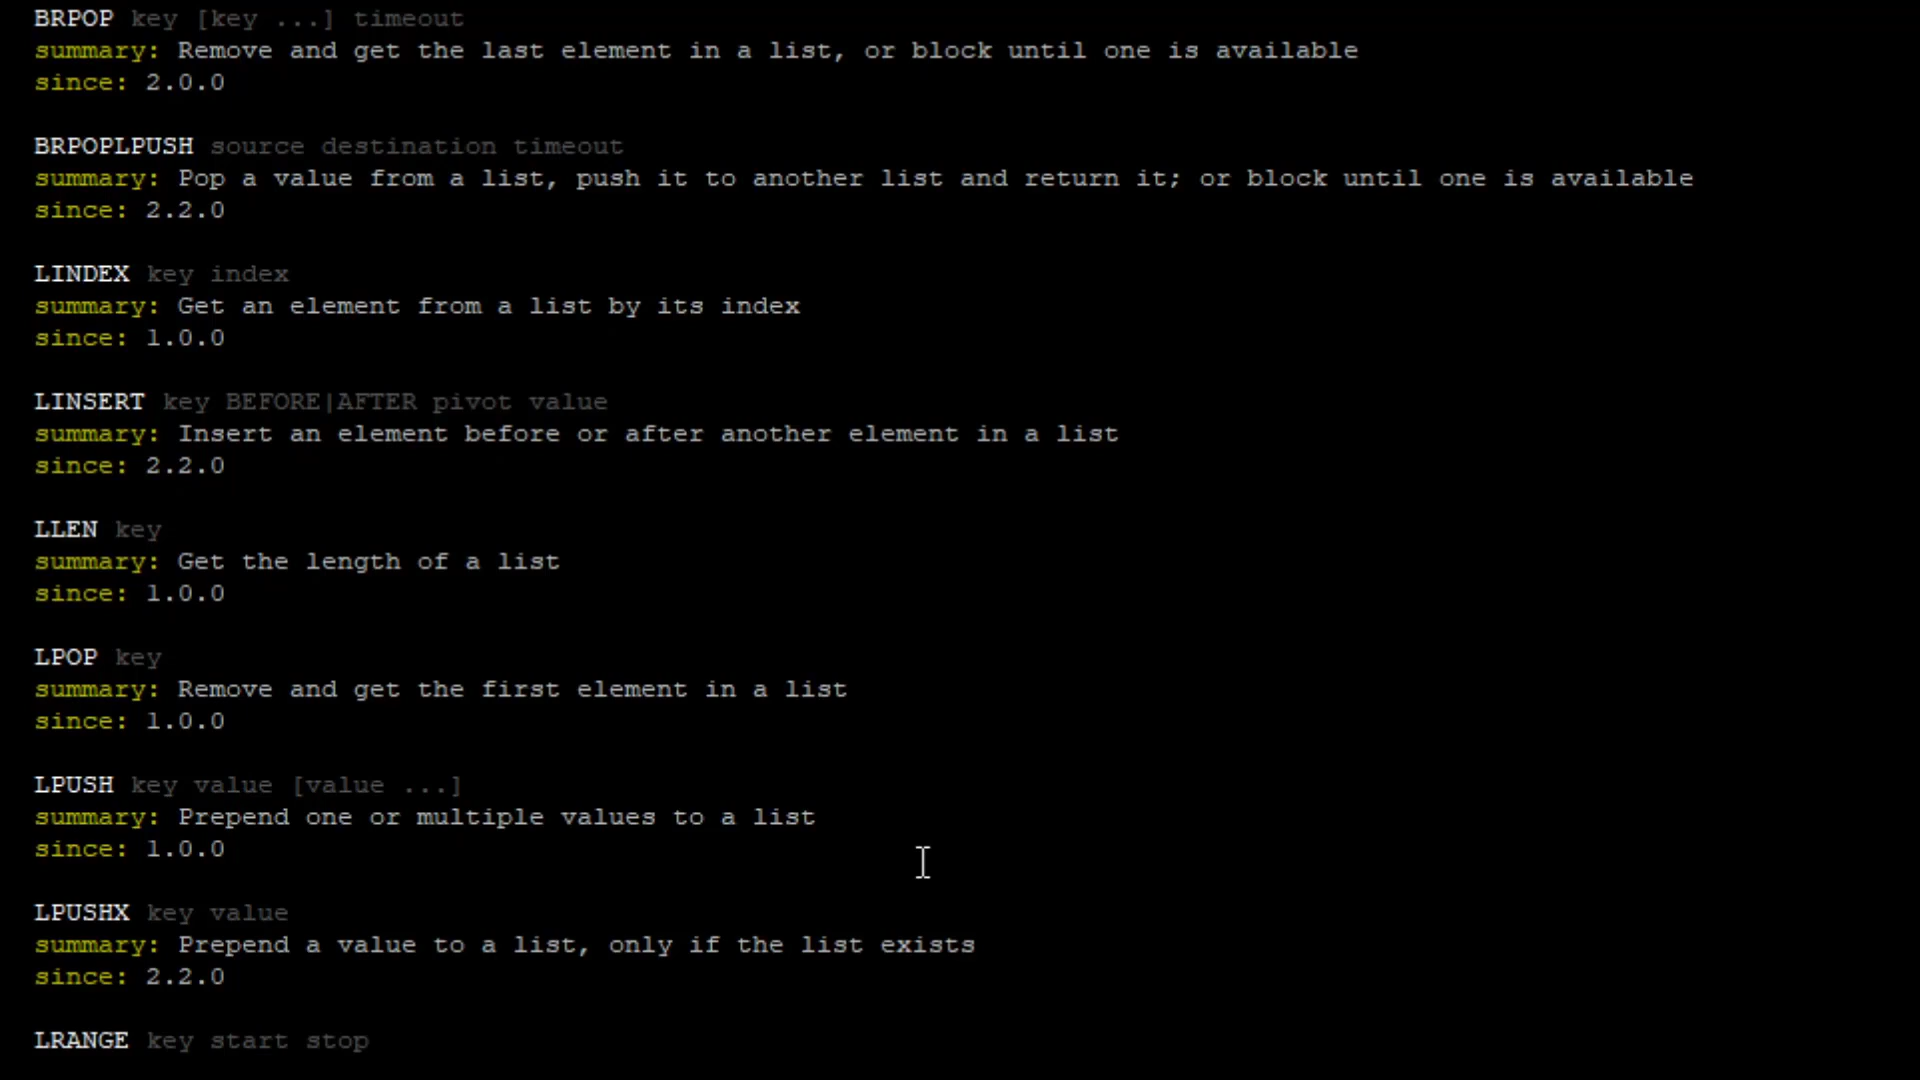 BRPOP key [key ...] timeout
summary: Remove and get the last element in a list, or block until one is available
since: 2.0.0
BRPOPLPUSH source destination timeout
summary: Pop a value from a list, push it to another list and return it; or block until one is available
since: 2.2.0
LINDEX key index
summary: Get an element from a list by its index
since: 1.0.0
LINSERT key BEFORE|AFTER pivot value
summary: Insert an element before or after another element in a list
since: 2.2.0
LLEN key
summary: Get the length of a list
since: 1.0.0
LPOP key
summary: Remove and get the first element in a list
since: 1.0.0
LPUSH key value [value ...]
summary: Prepend one or multiple values to a list
since: 1.0.0
LPUSHX key value
summary: Prepend a value to a list, only if the list exists
since: 2.2.0
LRANGE key start stop